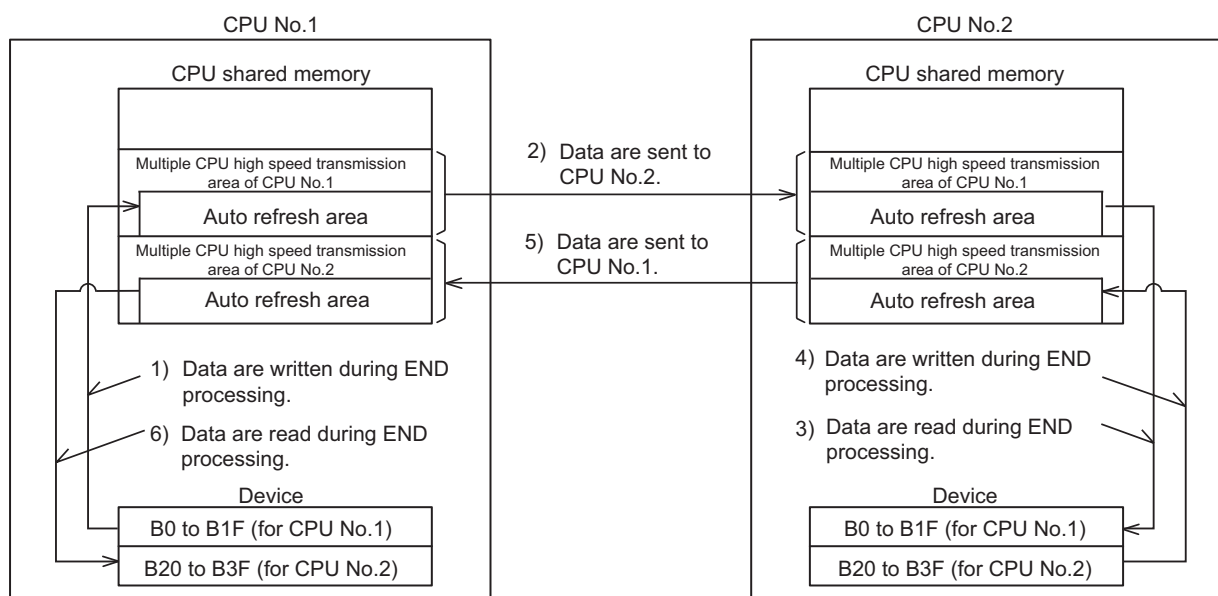 CPU No.1
CPU shared memory
Multiple CPU high speed transmission
area of CPU No.1
Auto refresh area
Multiple CPU high speed transmission
area of CPU No.2
Auto refresh area
1) Data are written during END
processing.
6) Data are read during END
processing.
Device
B0 to B1F (for CPU No.1)
B20 to B3F (for CPU No.2)
2) Data are sent to
CPU No.2.
5) Data are sent to
CPU No.1.
CPU No.2
CPU shared memory
Multiple CPU high speed transmission
area of CPU No.1
Auto refresh area
Multiple CPU high speed transmission
area of CPU No.2
Auto refresh area
4) Data are written during END
processing.
3) Data are read during END
processing.
Device
B0 to B1F (for CPU No.1)
B20 to B3F (for CPU No.2)